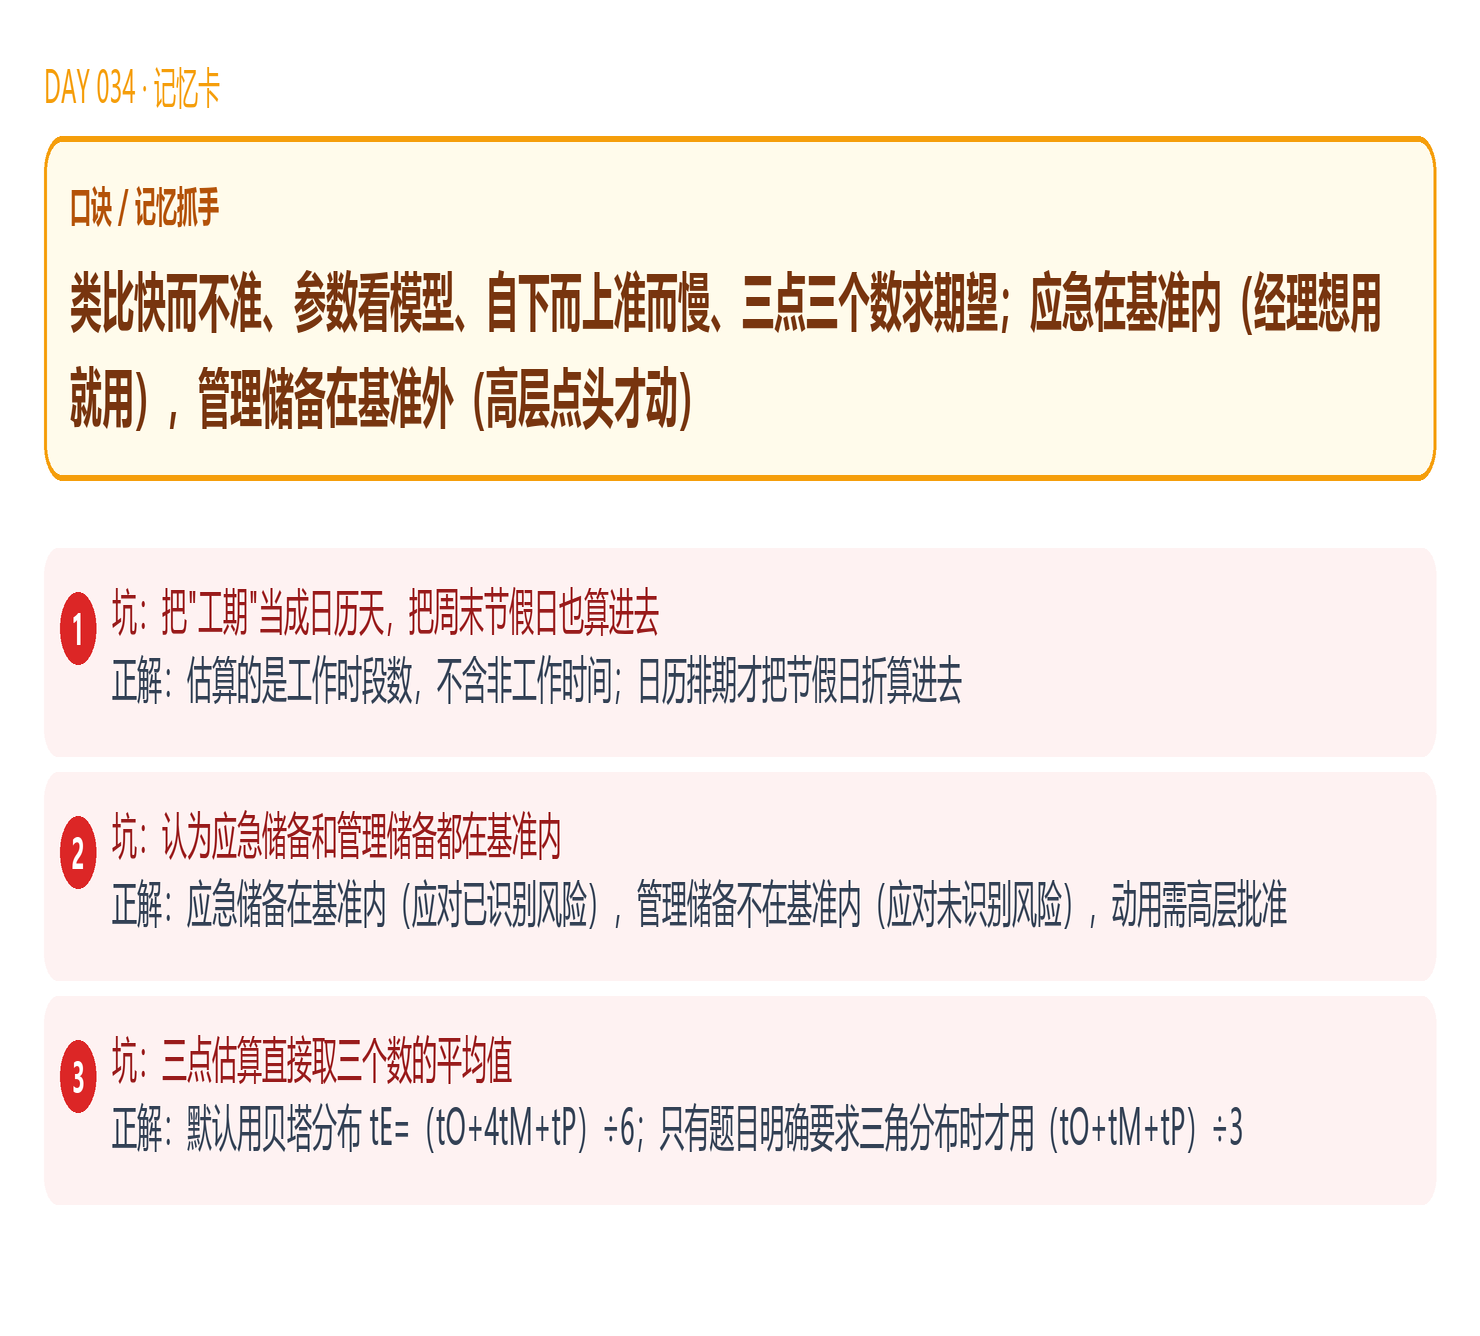 DAY 034 · 记忆卡
口诀 / 记忆抓手
类比快而不准、参数看模型、自下而上准而慢、三点三个数求期望；应急在基准内（经理想用
就用），管理储备在基准外（高层点头才动）
1
坑：把"工期"当成日历天，把周末节假日也算进去
正解：估算的是工作时段数，不含非工作时间；日历排期才把节假日折算进去
2
坑：认为应急储备和管理储备都在基准内
正解：应急储备在基准内（应对已识别风险），管理储备不在基准内（应对未识别风险），动用需高层批准
3
坑：三点估算直接取三个数的平均值
正解：默认用贝塔分布 tE=（tO+4tM+tP）÷6；只有题目明确要求三角分布时才用（tO+tM+tP）÷3